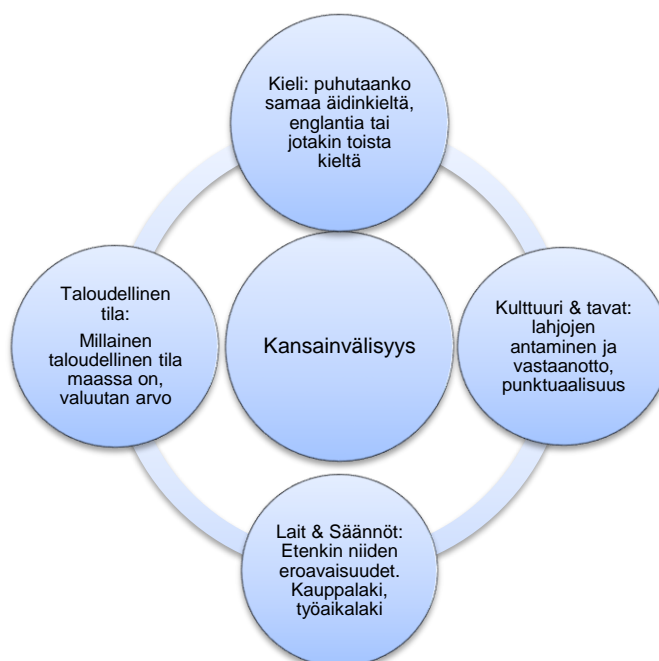 Kieli: puhutaanko
samaa äidinkieltä,
englantia tai
jotakin toista
kieltä
Taloudellinen
tila:
Millainen
taloudellinen tila
maassa on,
valuutan arvo
Kansainvälisyys
Kulttuuri & tavat:
lahjojen
antaminen ja
vastaanotto,
punktuaalisuus
Lait & Säännöt:
Etenkin niiden
eroavaisuudet.
Kauppalaki,
työaikalaki